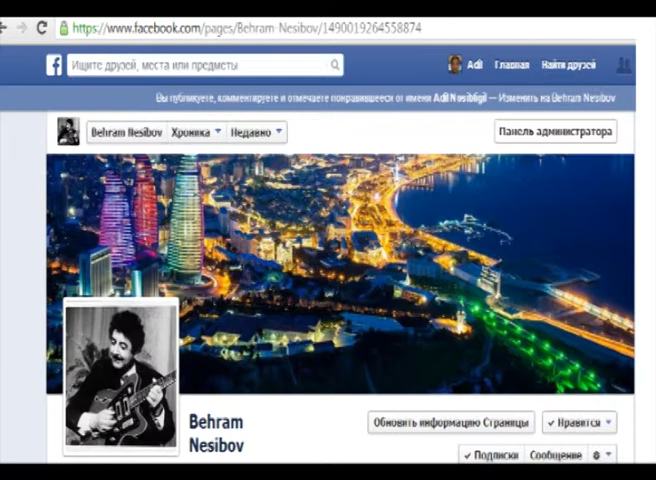 https://www.facebook.com/pages/Behram-Nesibov/1490019264558874
f Ищите друзей, места или предметы Adil Главная Найти друзей
Вы публикуете, комментируете и отмечаете понравившееся от имени Adil Nesibligil — Изменить на Behram Nesibov
Behram Nesibov Хроника Недавно Панель администратора
Behram
Nesibov
Обновить информацию Страницы ✓ Нравится
✓ Подписки Сообщение